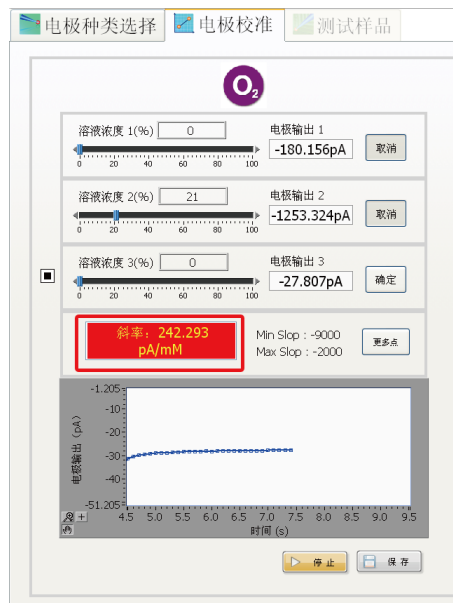 电极种类选择 电极校准 测试样品
O2
溶液浓度 1(%) 0 电极输出 1
-180.156pA 取消
0 20 40 60 80 100
溶液浓度 2(%) 21 电极输出 2
-1253.324pA 取消
0 20 40 60 80 100
溶液浓度 3(%) 0 电极输出 3
-27.807pA 确定
0 20 40 60 80 100
斜率：242.293
pA/mM
Min Slop : -9000
Max Slop : -2000
更多点
电极输出 (pA)
-1.205
-10
-20
-30
-40
-51.205
4.5 5.0 5.5 6.0 6.5 7.0 7.5 8.0 8.5 9.0 9.5
时间 (s)
停止 保存